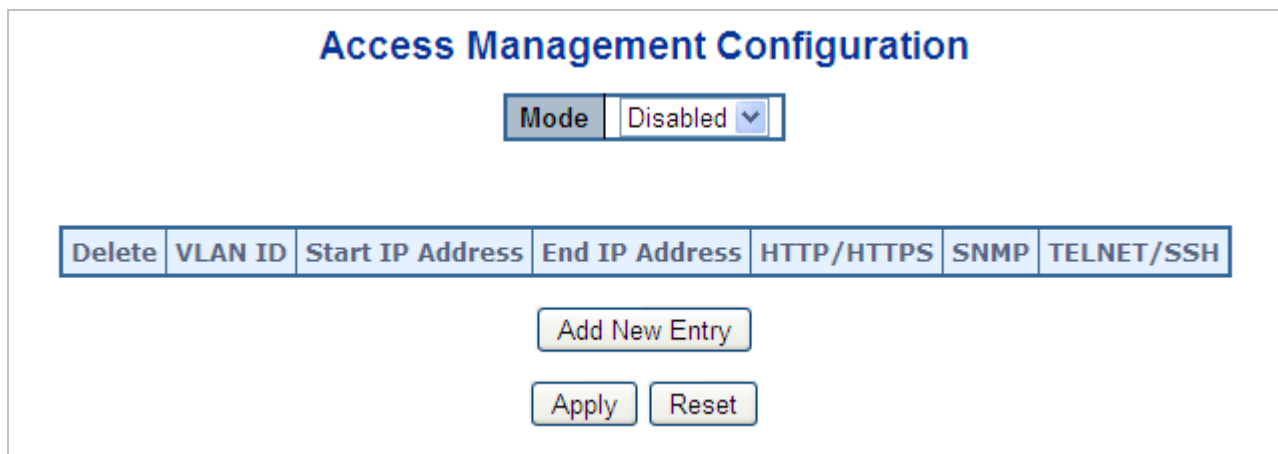 Access Management Configuration
Mode Disabled
Delete VLAN ID Start IP Address End IP Address HTTP/HTTPS SNMP TELNET/SSH
Add New Entry
Apply Reset